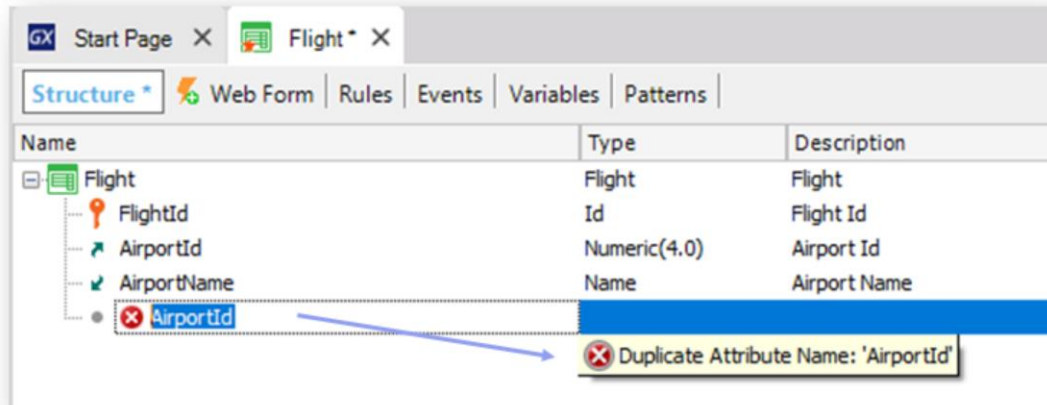 GX Start Page Flight *
Structure * Web Form Rules Events Variables Patterns
Name Type Description
Flight Flight Flight
FlightId Id Flight Id
AirportId Numeric(4.0) Airport Id
AirportName Name Airport Name
AirportId
Duplicate Attribute Name: 'AirportId'